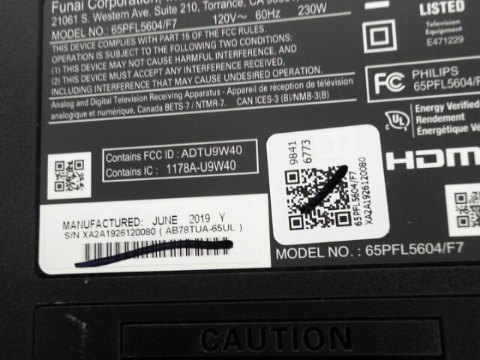 Funai Corporation,
21061 S. Western Ave. Suite 210, Torrance, CA
120V~ 60Hz 230W
MODEL NO.: 65PFL5604/F7
THIS DEVICE COMPLIES WITH PART 15 OF THE FCC RULES.
OPERATION IS SUBJECT TO THE FOLLOWING TWO CONDITIONS:
(1) THIS DEVICE MAY NOT CAUSE HARMFUL INTERFERENCE, AND
(2) THIS DEVICE MUST ACCEPT ANY INTERFERENCE RECEIVED,
INCLUDING INTERFERENCE THAT MAY CAUSE UNDESIRED OPERATION.
Analog and Digital Television Receiving Apparatus - Appareil de réception de télévision
analogique et numérique, Canada BETS-7 / NTMR-7. CAN ICES-3 (B)/NMB-3(B)
LISTED
E471229
FC
PHILIPS
65PFL5604/F7
UL
Energy Verified
Rendement
Énergétique
HDMI
Contains FCC ID : ADTU9W40
Contains IC : 1178A-U9W40
9841
6773
65PFL5604/F7
XA2A1926120080
MANUFACTURED: JUNE 2019 Y
S/N XA2A1926120080 ( AB78TUA-65UL )
MODEL NO. : 65PFL5604/F7
CAUTION